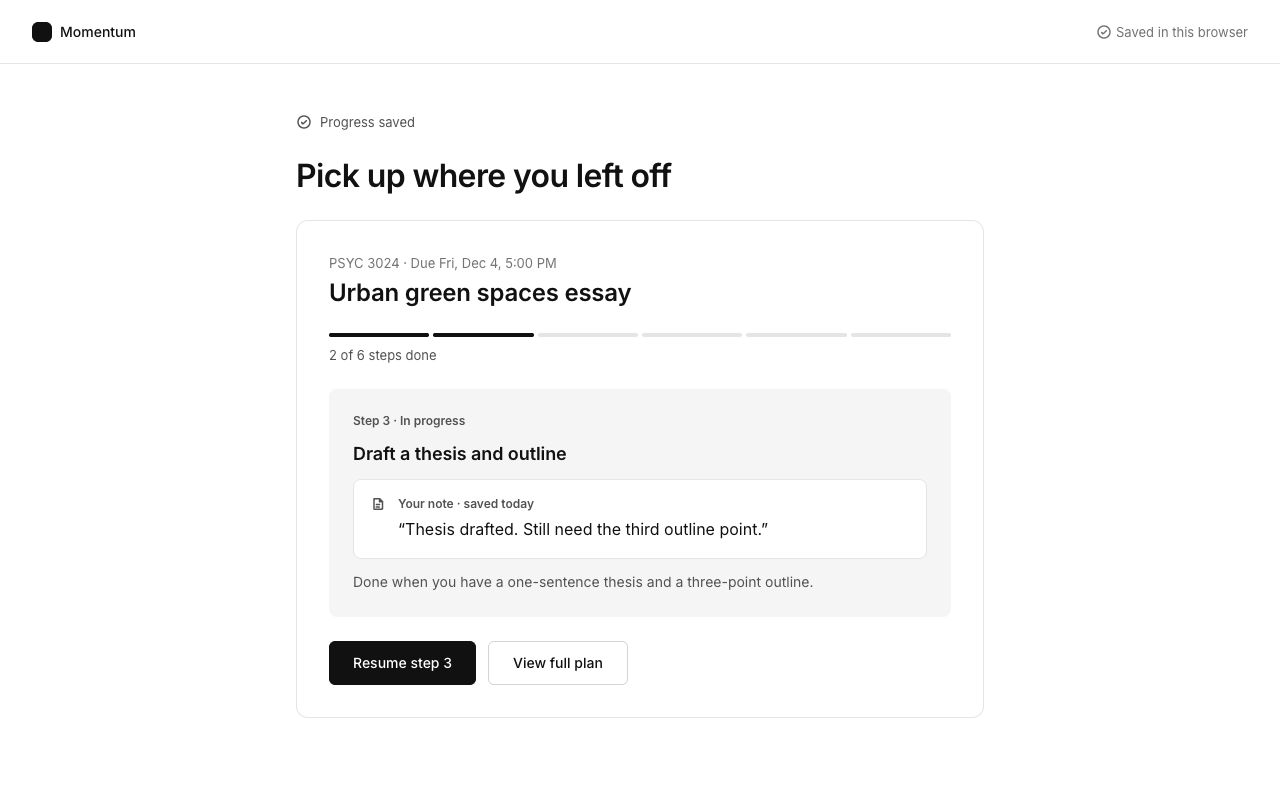 Momentum
Saved in this browser
Progress saved
Pick up where you left off
PSYC 3024 · Due Fri, Dec 4, 5:00 PM
Urban green spaces essay
2 of 6 steps done
Step 3 · In progress
Draft a thesis and outline
Your note · saved today
“Thesis drafted. Still need the third outline point.”
Done when you have a one-sentence thesis and a three-point outline.
Resume step 3
View full plan